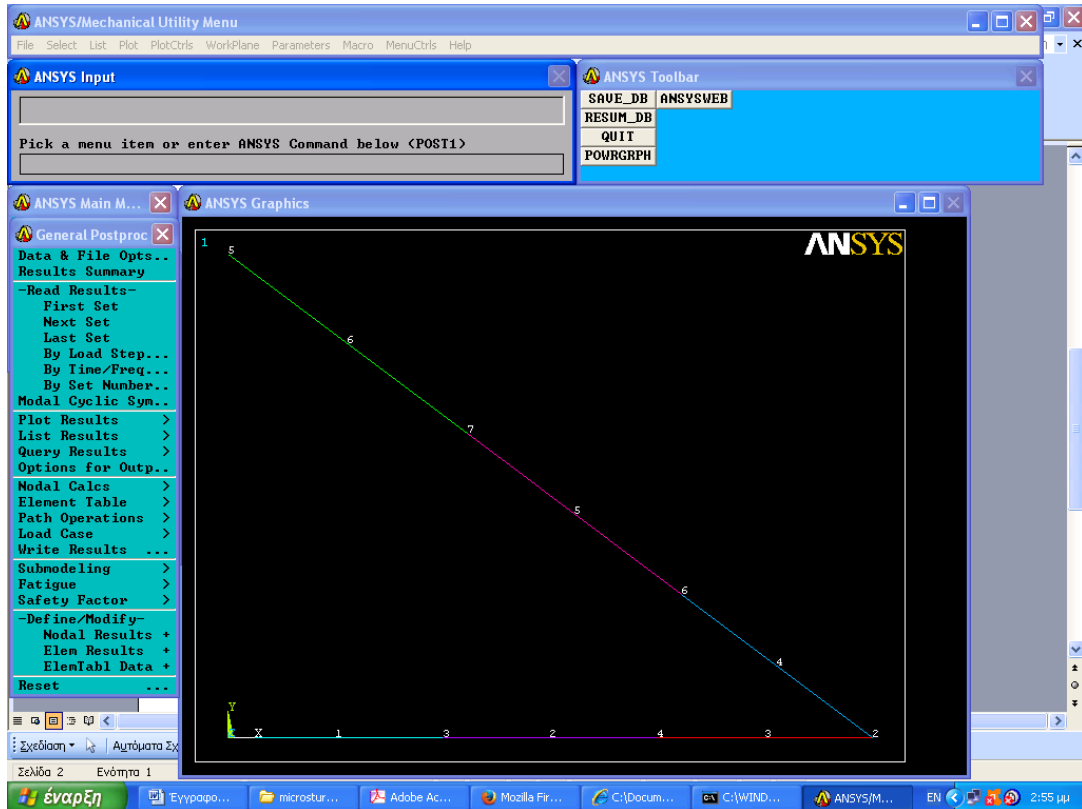 ANSYS/Mechanical Utility Menu
File Select List Plot PlotCtrls WorkPlane Parameters Macro MenuCtrls Help
ANSYS Input
Pick a menu item or enter ANSYS Command below (POST1)
ANSYS Toolbar
SAVE_DB ANSYSWEB
RESUM_DB
QUIT
POWRGRPH
ANSYS Main M...
General Postproc
Data & File Opts..
Results Summary
-Read Results-
First Set
Next Set
Last Set
By Load Step...
By Time/Freq...
By Set Number..
Modal Cyclic Sym..
Plot Results >
List Results >
Query Results >
Options for Outp..
Nodal Calcs >
Element Table >
Path Operations >
Load Case >
Write Results ...
Submodeling >
Fatigue >
Safety Factor >
-Define/Modify-
Nodal Results +
Elem Results +
ElemTabl Data +
Reset ...
ANSYS Graphics
1
ANSYS
5
6
7
5
6
4
Y
X 1 3 2 4 3 2
Σχεδίαση Αυτόματα Σχ
Σελίδα 2 Ενότητα 1
έναρξη Έγγραφο... microstur... Adobe Ac... Mozilla Fir... C:\Docum... C:\WIND... ANSYS/M... EN 2:55 μμ